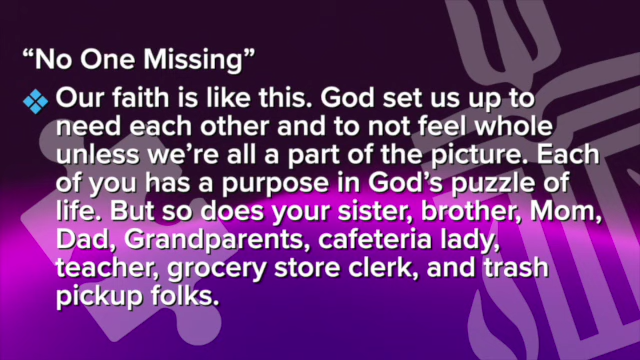 “No One Missing”
Our faith is like this. God set us up to
need each other and to not feel whole
unless we’re all a part of the picture. Each
of you has a purpose in God’s puzzle of
life. But so does your sister, brother, Mom,
Dad, Grandparents, cafeteria lady,
teacher, grocery store clerk, and trash
pickup folks.